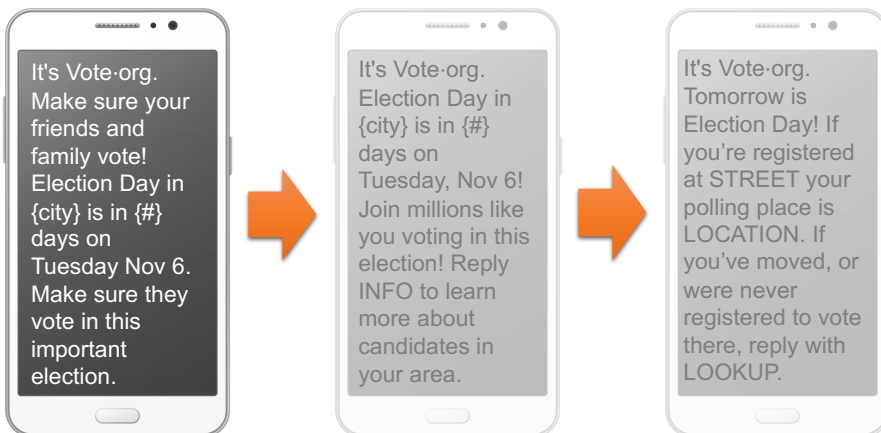 It's Vote·org.
Make sure your
friends and
family vote!
Election Day in
{city} is in {#}
days on
Tuesday Nov 6.
Make sure they
vote in this
important
election.
It's Vote·org.
Election Day in
{city} is in {#}
days on
Tuesday, Nov 6!
Join millions like
you voting in this
election! Reply
INFO to learn
more about
candidates in
your area.
It's Vote·org.
Tomorrow is
Election Day! If
you’re registered
at STREET your
polling place is
LOCATION. If
you’ve moved, or
were never
registered to vote
there, reply with
LOOKUP.